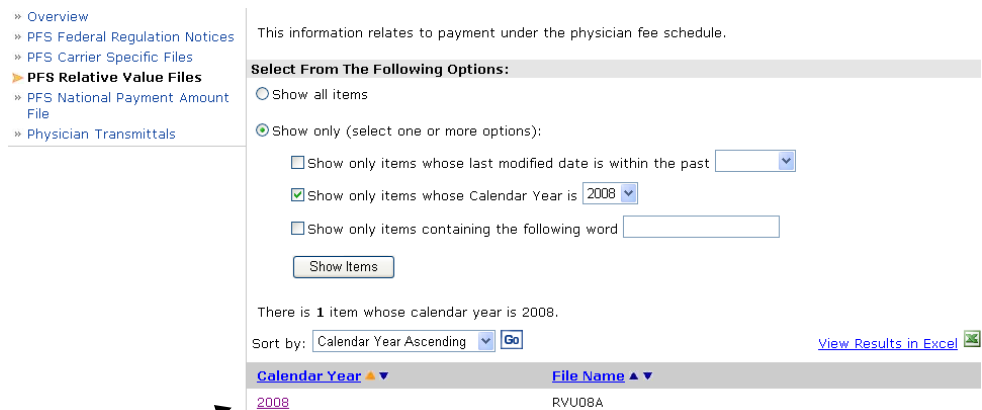 » Overview
» PFS Federal Regulation Notices
» PFS Carrier Specific Files
PFS Relative Value Files
» PFS National Payment Amount
File
» Physician Transmittals
This information relates to payment under the physician fee schedule.
Select From The Following Options:
Show all items
Show only (select one or more options):
Show only items whose last modified date is within the past
Show only items whose Calendar Year is 2008
Show only items containing the following word
Show Items
There is 1 item whose calendar year is 2008.
Sort by: Calendar Year Ascending Go View Results in Excel
Calendar Year File Name
2008 RVU08A